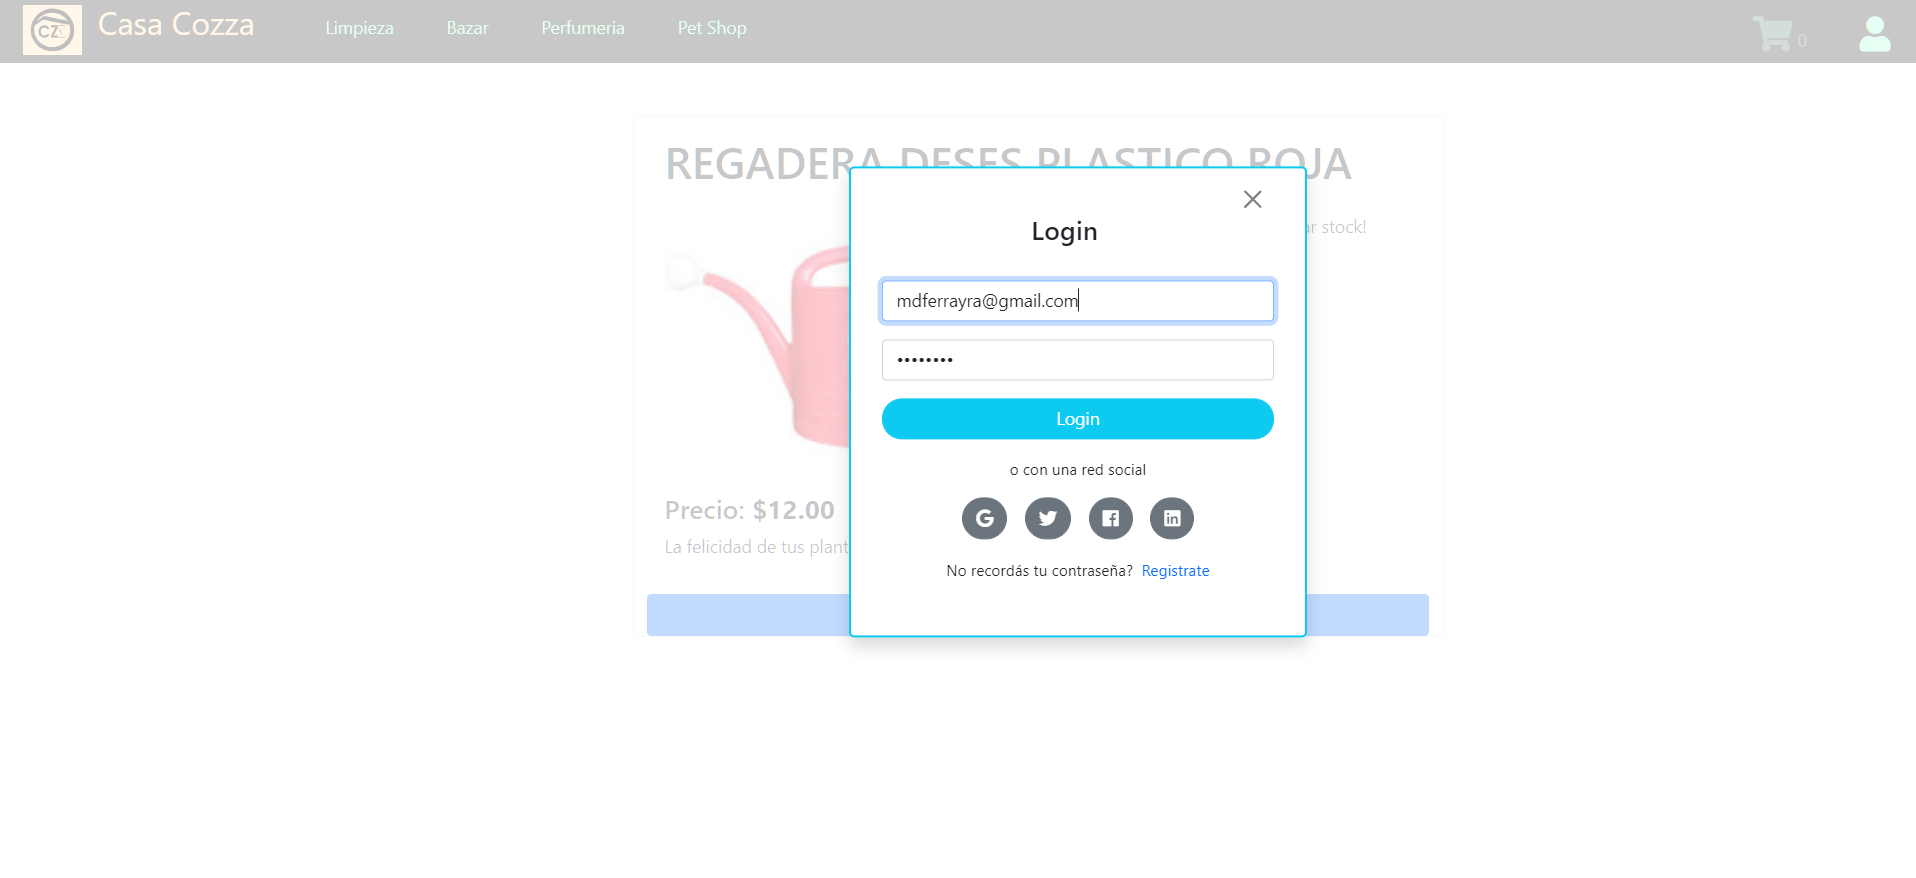 CZ
Casa Cozza
Limpieza
Bazar
Perfumeria
Pet Shop
0
REGADERA DESES PLASTICO ROJA
stock!
Login
mdferrayra@gmail.com
••••••••
Login
o con una red social
Precio: $12.00
La felicidad de tus
No recordás tu contraseña? Registrate